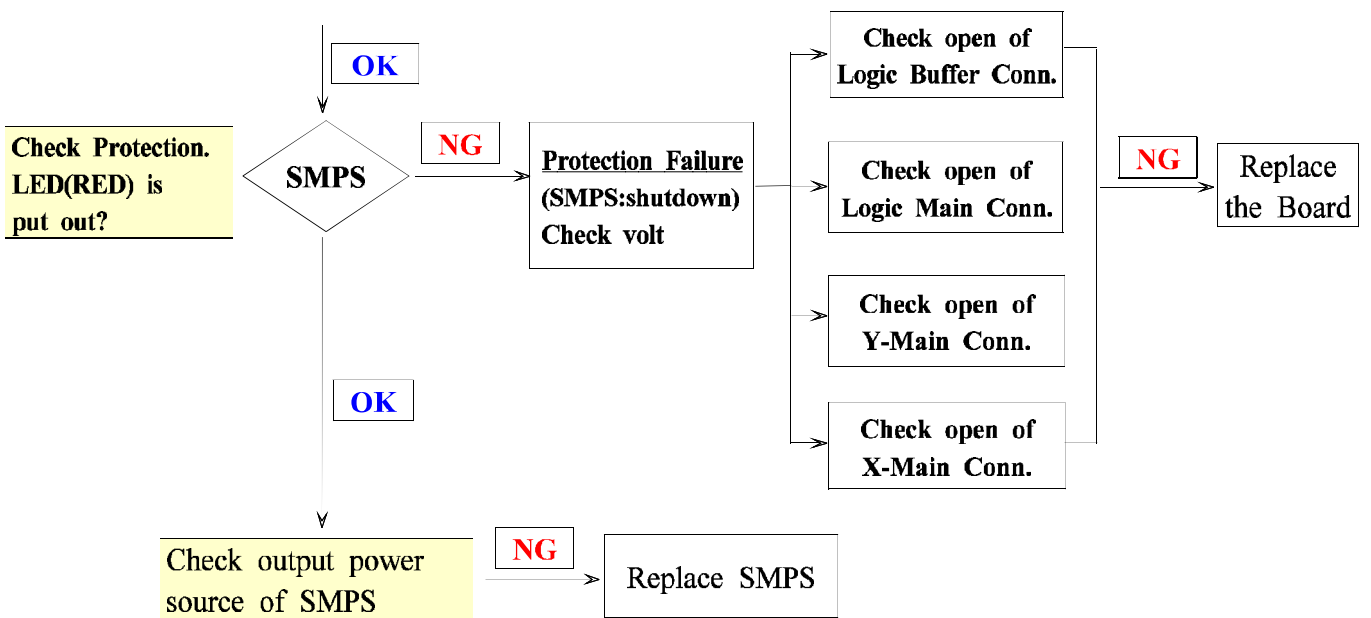 OK
Check Protection.
LED(RED) is
put out?
SMPS
NG
Protection Failure
(SMPS:shutdown)
Check volt
Check open of
Logic Buffer Conn.
Check open of
Logic Main Conn.
Check open of
Y-Main Conn.
Check open of
X-Main Conn.
NG
Replace
the Board
OK
Check output power
source of SMPS
NG
Replace SMPS